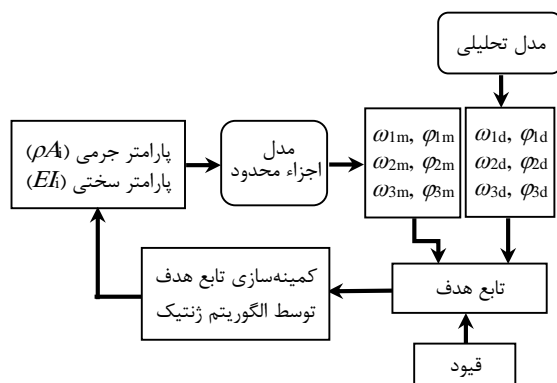 مدل تحلیلی
پارامتر جرمی (ρAi)
پارامتر سختی (EIi)
مدل
اجزاء محدود
ω1m, φ1m
ω2m, φ2m
ω3m, φ3m
ω1d, φ1d
ω2d, φ2d
ω3d, φ3d
کمینه‌سازی تابع هدف
توسط الگوریتم ژنتیک
تابع هدف
قیود